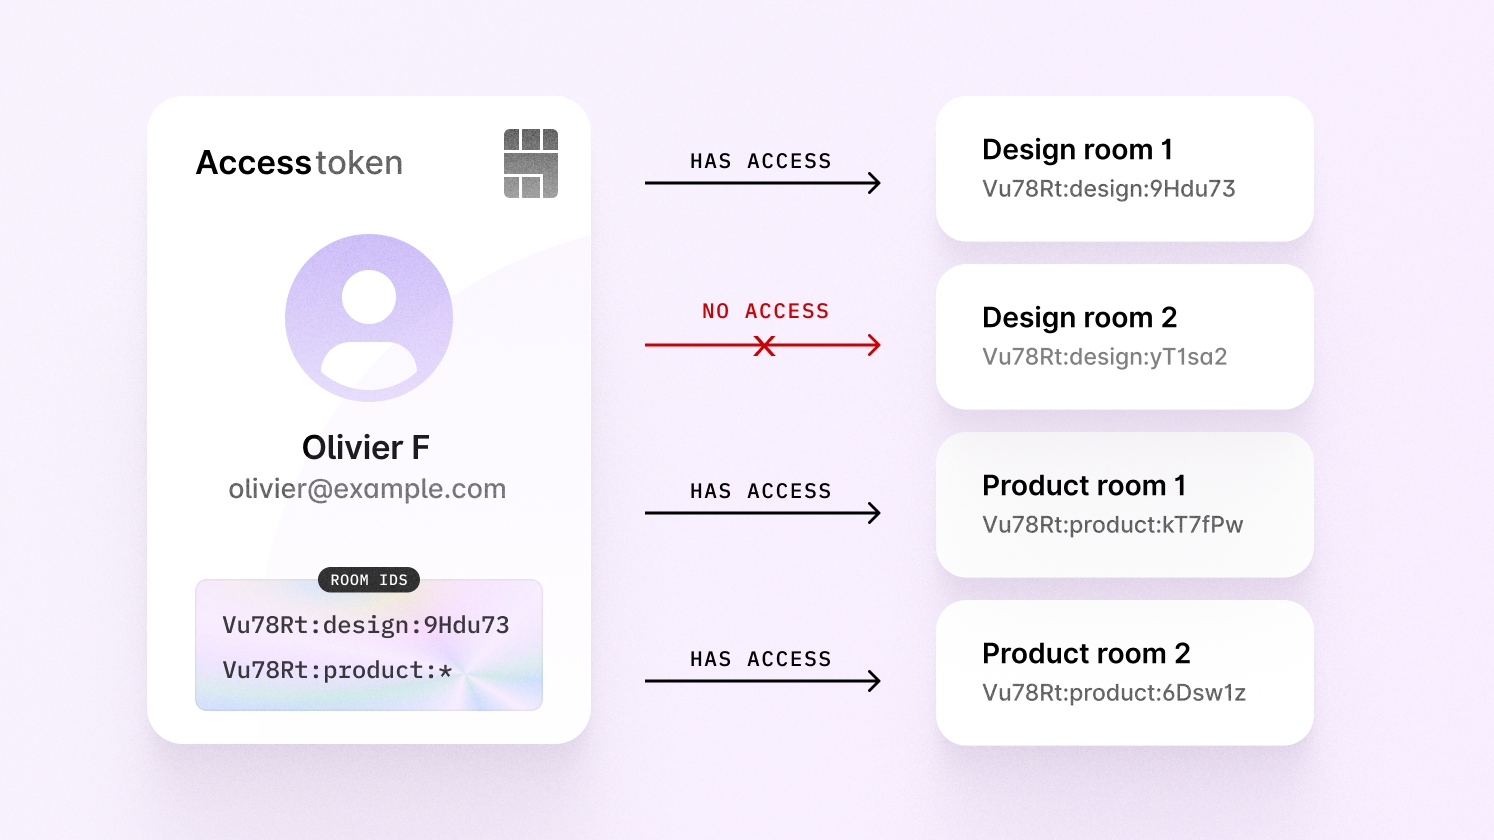 Access token
Olivier F
olivier@example.com
ROOM IDS
Vu78Rt:design:9Hdu73
Vu78Rt:product:*
HAS ACCESS
NO ACCESS
X
HAS ACCESS
HAS ACCESS
Design room 1
Vu78Rt:design:9Hdu73
Design room 2
Vu78Rt:design:yT1sa2
Product room 1
Vu78Rt:product:kT7fPw
Product room 2
Vu78Rt:product:6Dsw1z